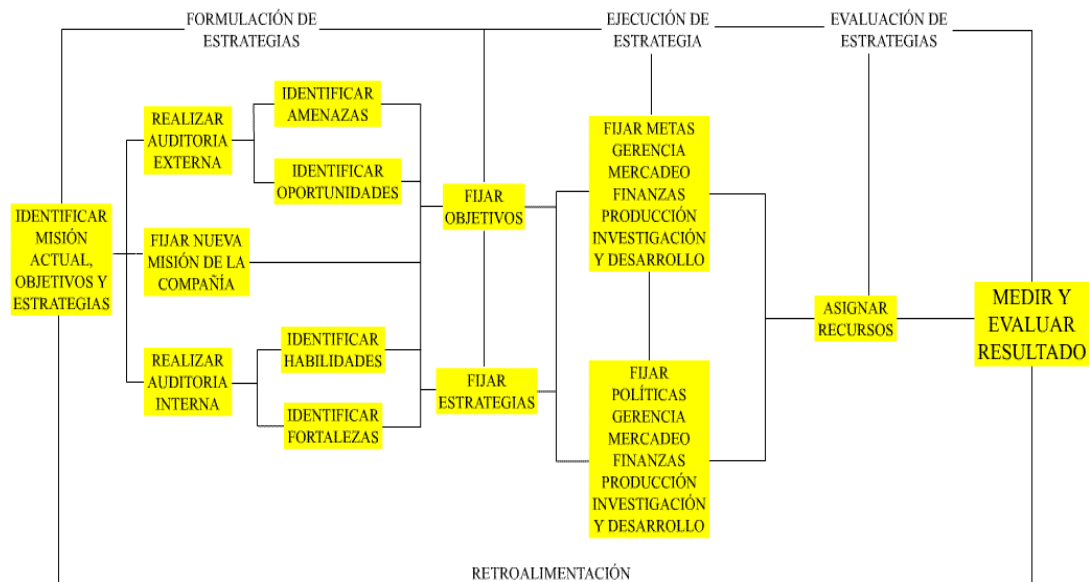 FORMULACIÓN DE
ESTRATEGIAS
EJECUCIÓN DE
ESTRATEGIA
EVALUACIÓN DE
ESTRATEGIAS
IDENTIFICAR
MISIÓN
ACTUAL,
OBJETIVOS Y
ESTRATEGIAS
REALIZAR
AUDITORIA
EXTERNA
FIJAR NUEVA
MISIÓN DE LA
COMPAÑÍA
REALIZAR
AUDITORIA
INTERNA
IDENTIFICAR
AMENAZAS
IDENTIFICAR
OPORTUNIDADES
IDENTIFICAR
HABILIDADES
IDENTIFICAR
FORTALEZAS
FIJAR
OBJETIVOS
FIJAR
ESTRATEGIAS
FIJAR METAS
GERENCIA
MERCADEO
FINANZAS
PRODUCCIÓN
INVESTIGACIÓN
Y DESARROLLO
FIJAR
POLÍTICAS
GERENCIA
MERCADEO
FINANZAS
PRODUCCIÓN
INVESTIGACIÓN
Y DESARROLLO
ASIGNAR
RECURSOS
MEDIR Y
EVALUAR
RESULTADO
RETROALIMENTACIÓN